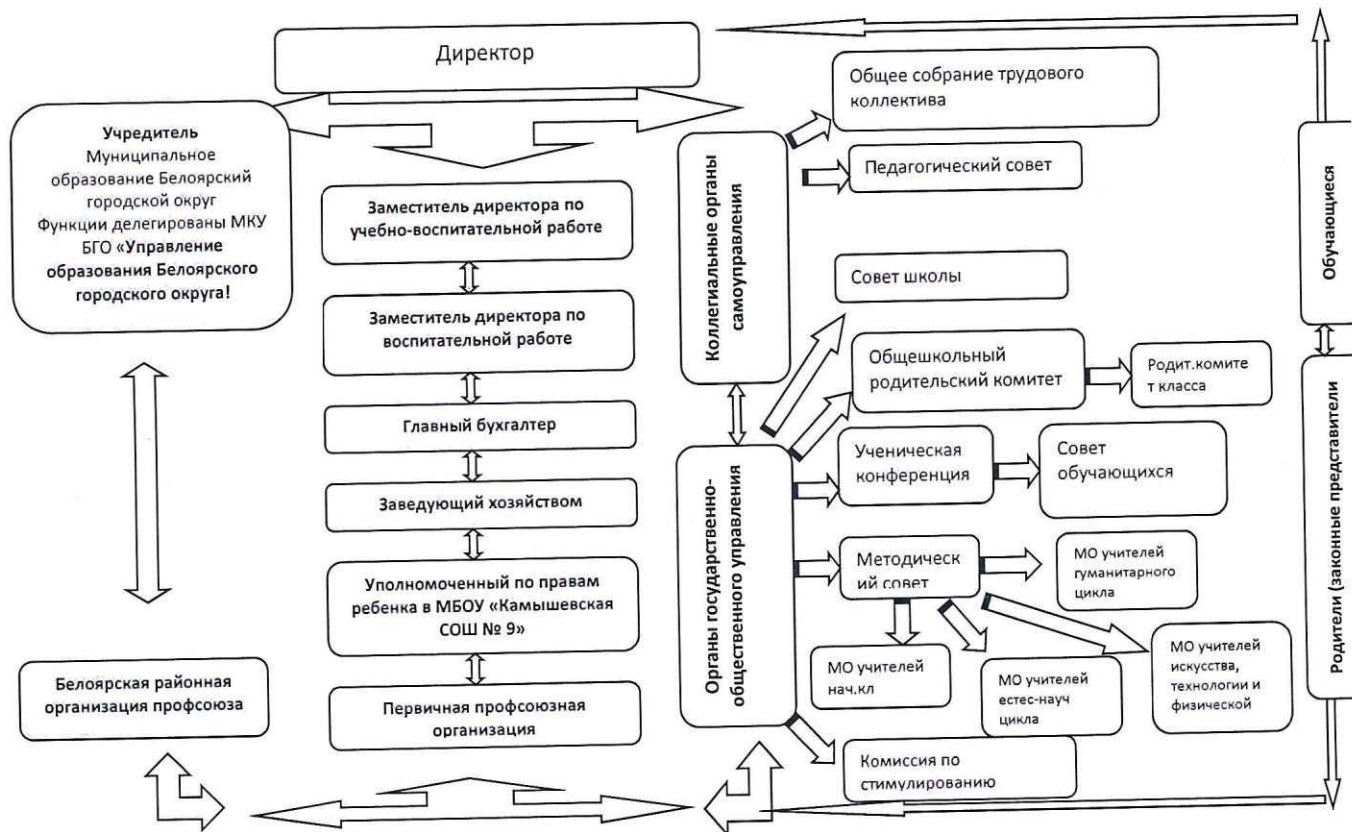 Директор
Учредитель
Муниципальное
образование Белоярский
городской округ
Функции делегированы МКУ
БГО «Управление
образования Белоярского
городского округа!
Заместитель директора по
учебно-воспитательной работе
Заместитель директора по
воспитательной работе
Главный бухгалтер
Заведующий хозяйством
Уполномоченный по правам
ребенка в МБОУ «Камышевская
СОШ № 9»
Первичная профсоюзная
организация
Белоярская районная
организация профсоюза
Коллегиальные органы
самоуправления
Органы государственно-
общественного управления
Общее собрание трудового
коллектива
Педагогический совет
Совет школы
Общешкольный
родительский комитет
Родит.комите
т класса
Ученическая
конференция
Совет
обучающихся
Методическ
ий совет
МО учителей
гуманитарного
цикла
МО учителей
нач.кл
МО учителей
естес-науч
цикла
МО учителей
искусства,
технологии и
физической
Комиссия по
стимулированию
Обучающиеся
Родители (законные представители